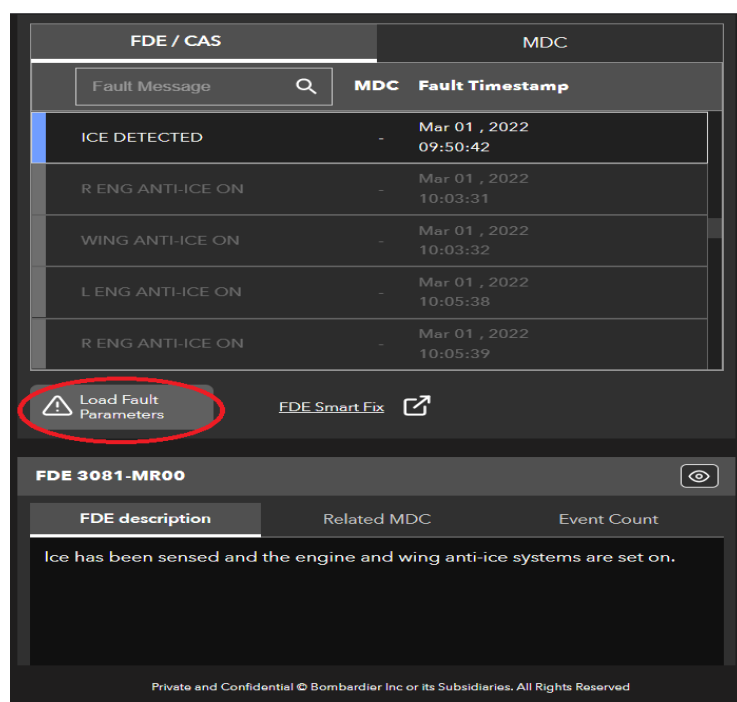 FDE / CAS MDC
Fault Message MDC Fault Timestamp
ICE DETECTED - Mar 01 , 2022
09:50:42
R ENG ANTI-ICE ON - Mar 01 , 2022
10:03:31
WING ANTI-ICE ON - Mar 01 , 2022
10:03:32
L ENG ANTI-ICE ON - Mar 01 , 2022
10:05:38
R ENG ANTI-ICE ON - Mar 01 , 2022
10:05:39
Load Fault
Parameters
FDE Smart Fix
FDE 3081-MR00
FDE description Related MDC Event Count
Ice has been sensed and the engine and wing anti-ice systems are set on.
Private and Confidential © Bombardier Inc or its Subsidiaries. All Rights Reserved